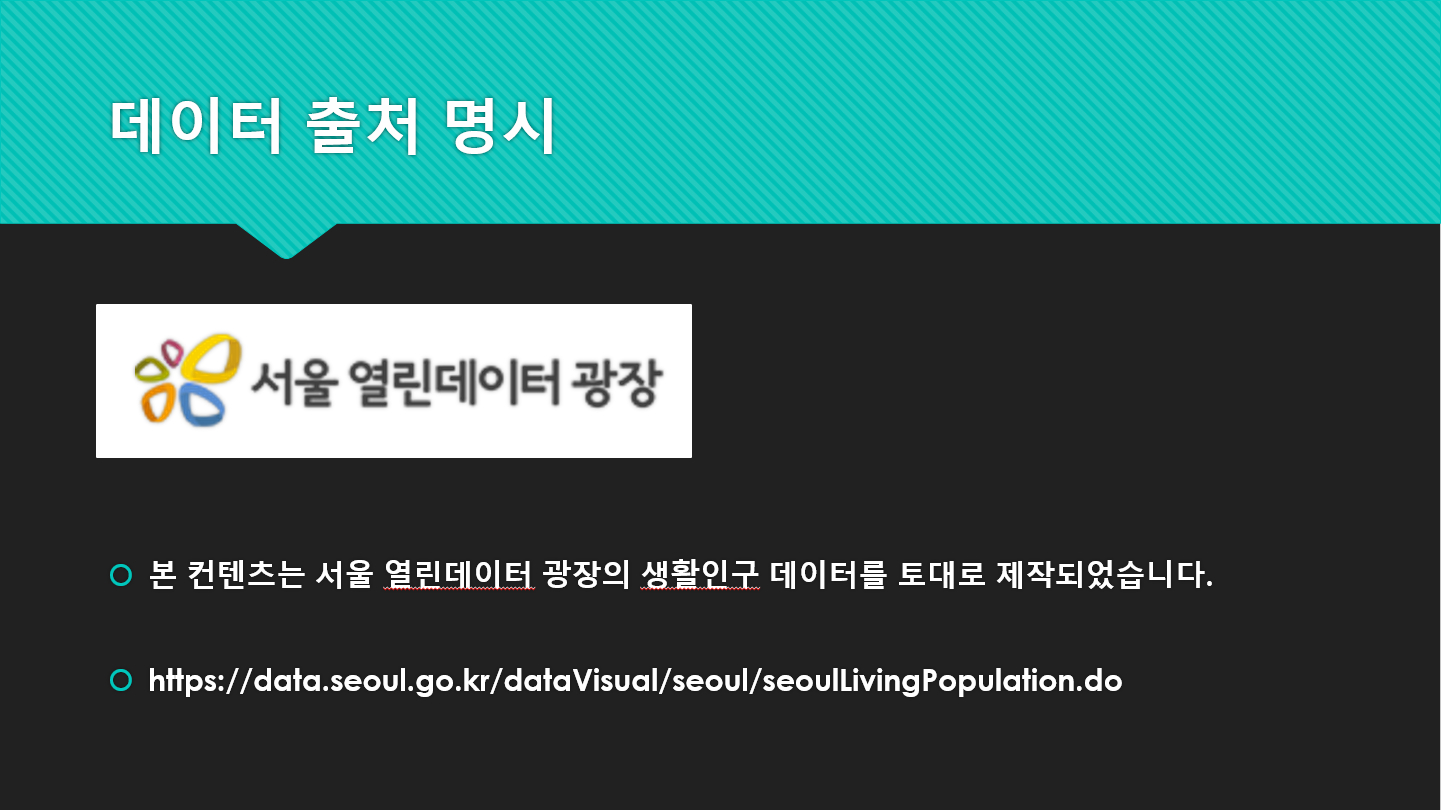 데이터 출처 명시
서울 열린데이터 광장
본 컨텐츠는 서울 열린데이터 광장의 생활인구 데이터를 토대로 제작되었습니다.
https://data.seoul.go.kr/dataVisual/seoul/seoulLivingPopulation.do